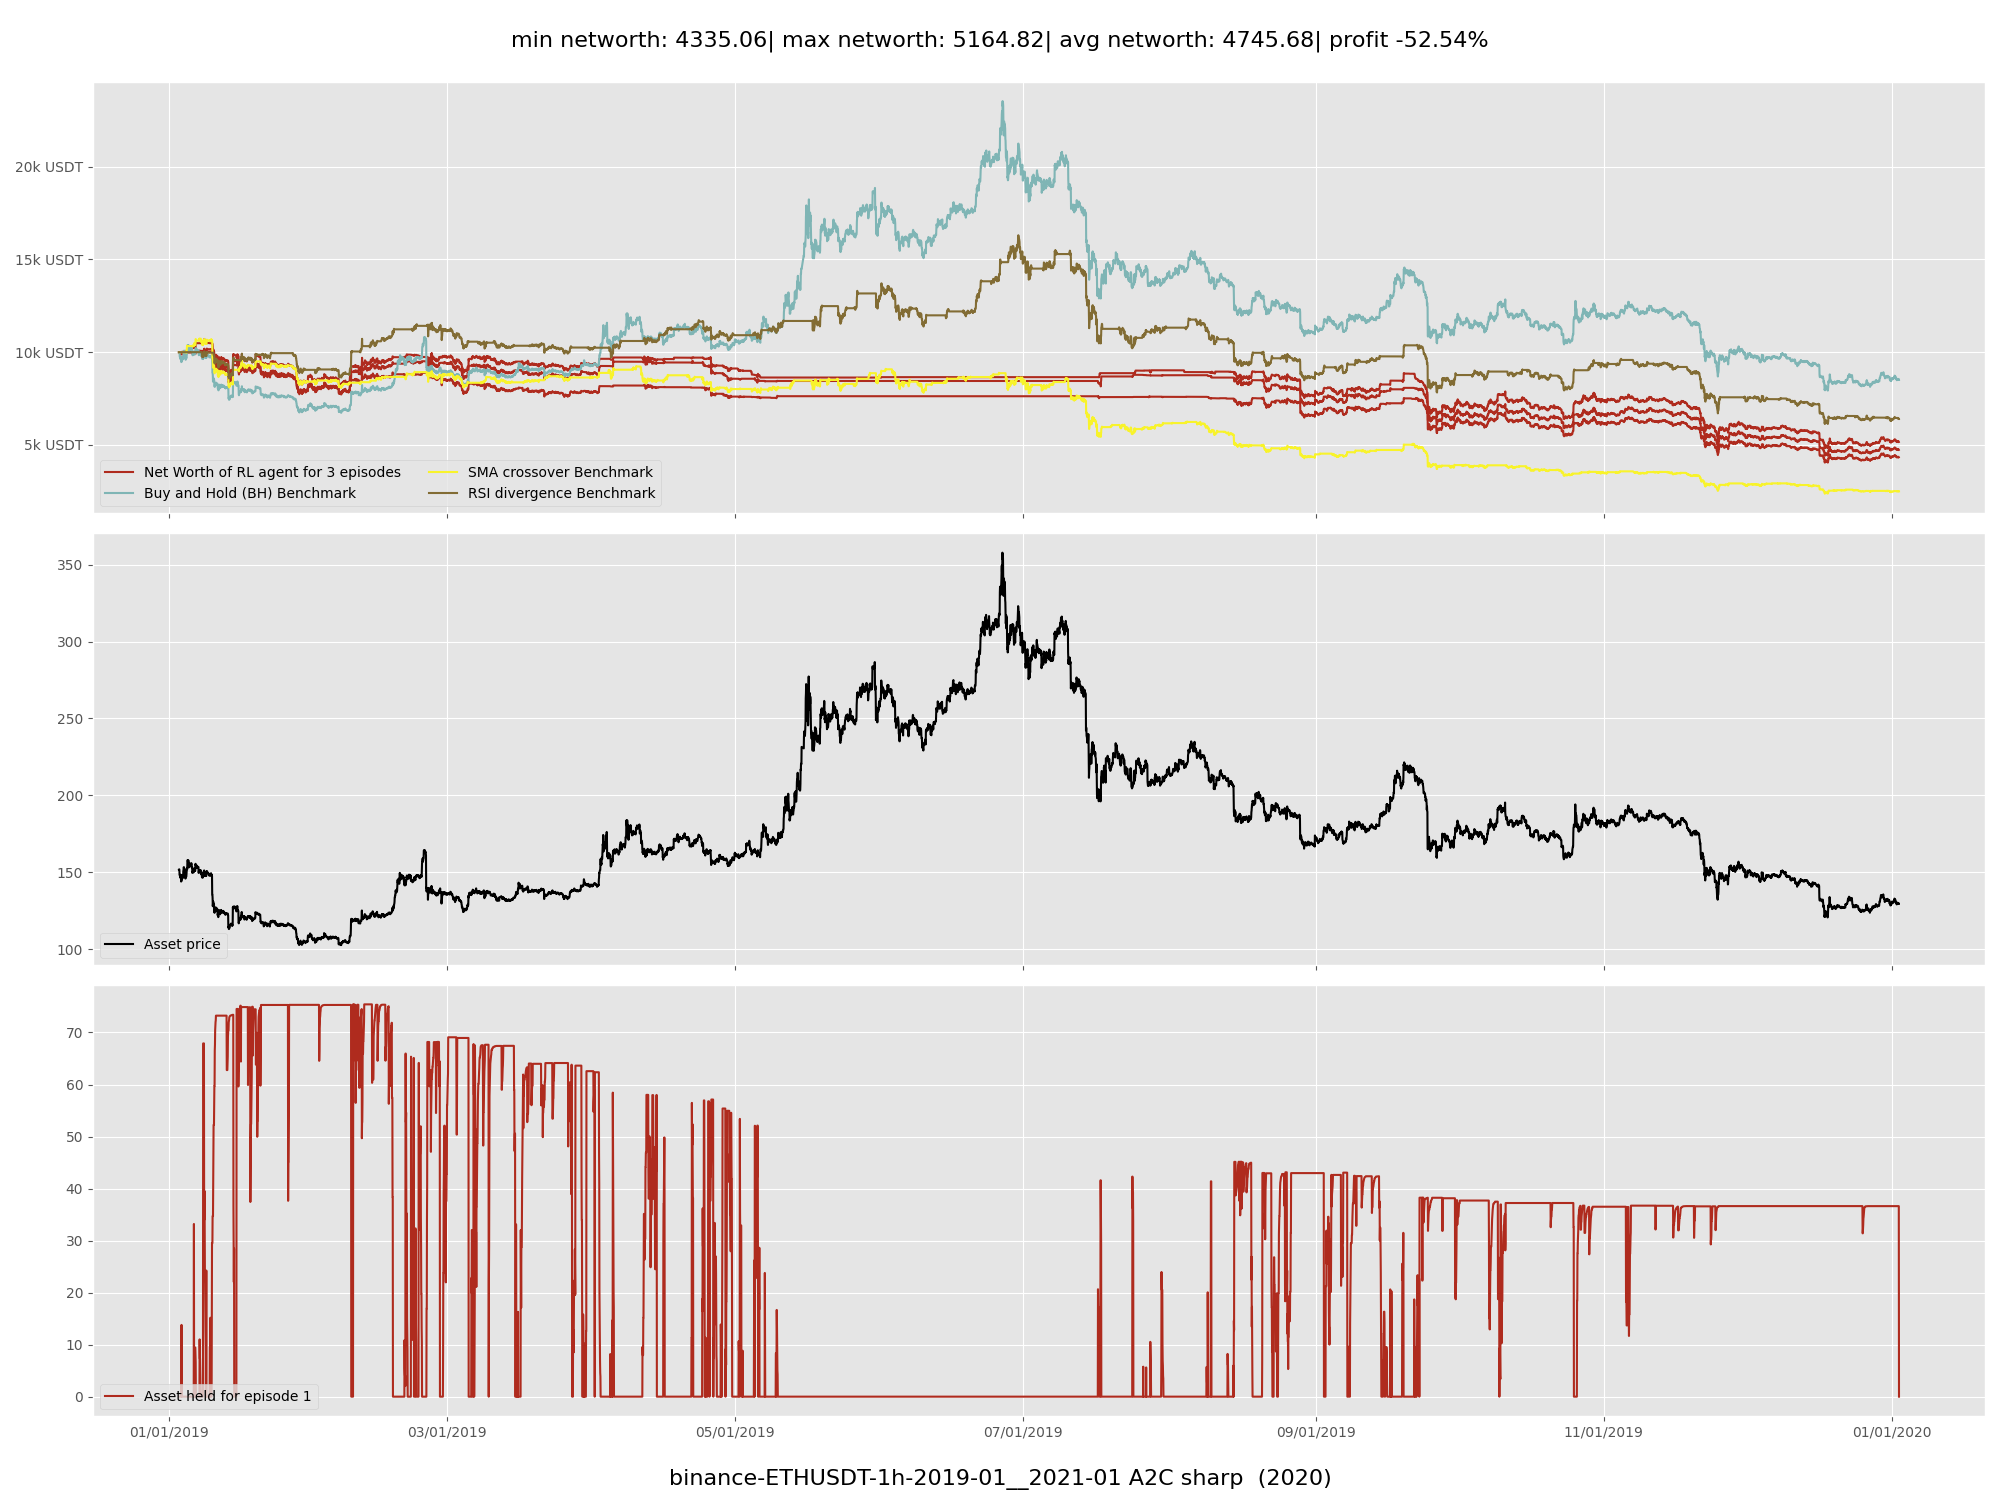 min networth: 4335.06| max networth: 5164.82| avg networth: 4745.68| profit -52.54%
20k USDT
15k USDT
10k USDT
5k USDT
Net Worth of RL agent for 3 episodes
Buy and Hold (BH) Benchmark
SMA crossover Benchmark
RSI divergence Benchmark
350
300
250
200
150
100
Asset price
70
60
50
40
30
20
10
0
Asset held for episode 1
01/01/2019 03/01/2019 05/01/2019 07/01/2019 09/01/2019 11/01/2019 01/01/2020
binance-ETHUSDT-1h-2019-01__2021-01 A2C sharp  (2020)